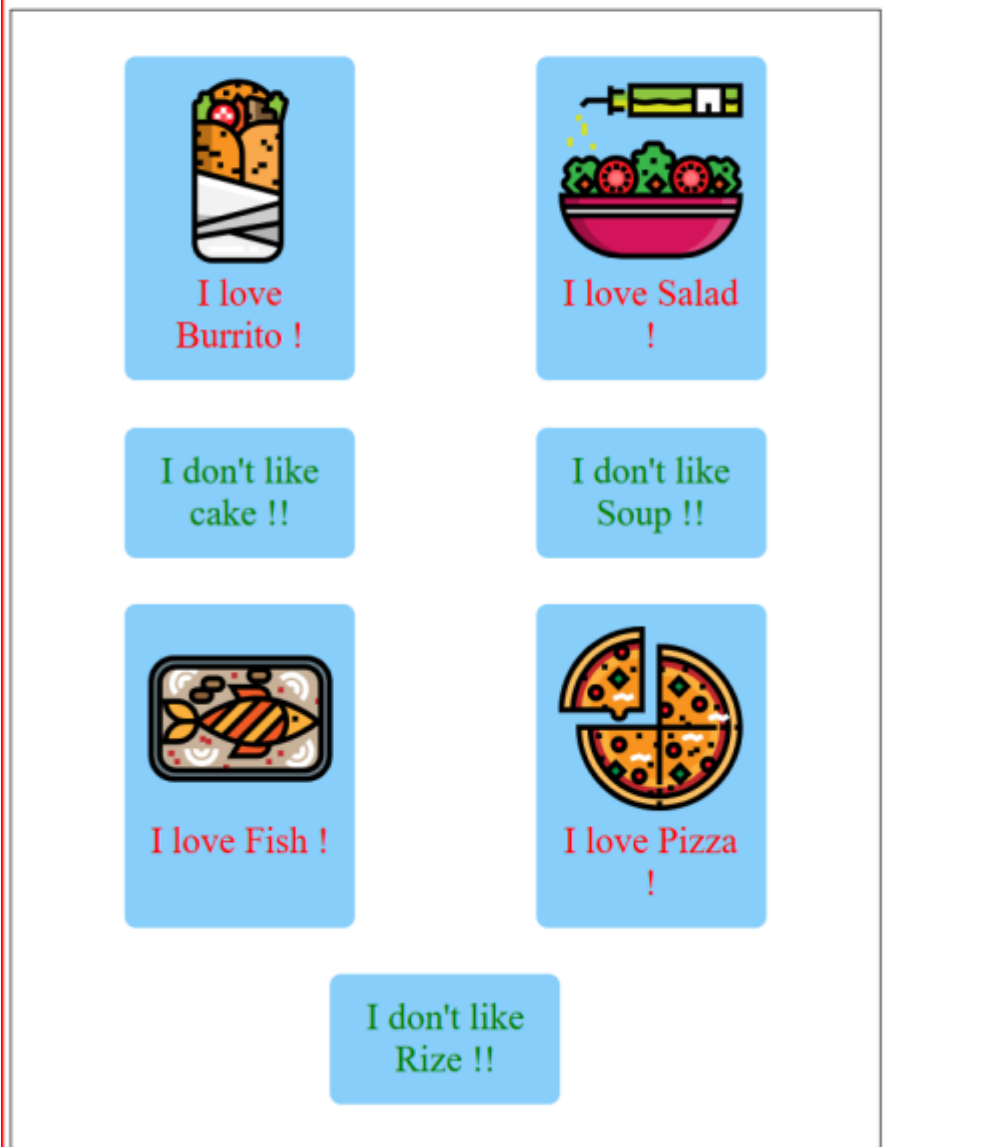 I love
Burrito !
I love Salad
!
I don't like
cake !!
I don't like
Soup !!
I love Fish !
I love Pizza
!
I don't like
Rize !!